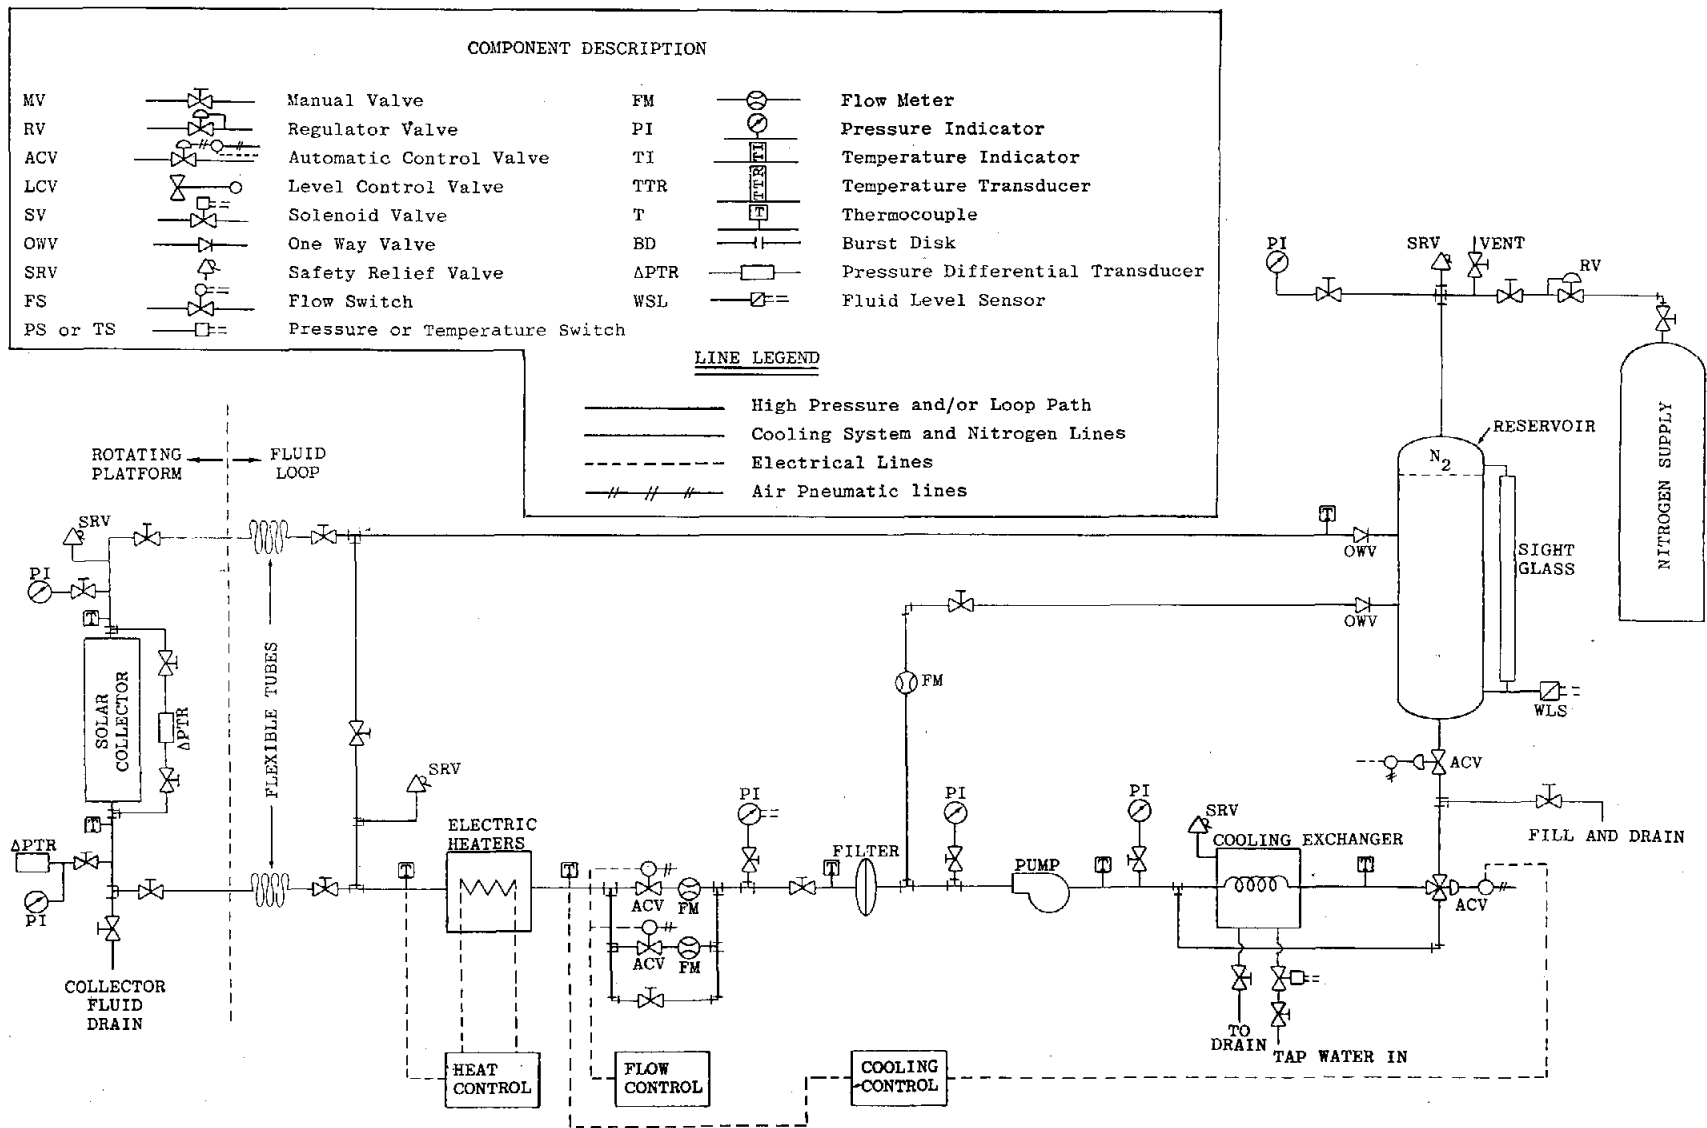 COMPONENT DESCRIPTION
MV Manual Valve
RV Regulator Valve
ACV Automatic Control Valve
LCV Level Control Valve
SV Solenoid Valve
OWV One Way Valve
SRV Safety Relief Valve
FS Flow Switch
PS or TS Pressure or Temperature Switch
FM Flow Meter
PI Pressure Indicator
TI TI Temperature Indicator
TTR TTR Temperature Transducer
T T Thermocouple
BD Burst Disk
ΔPTR Pressure Differential Transducer
WSL Fluid Level Sensor
LINE LEGEND
High Pressure and/or Loop Path
Cooling System and Nitrogen Lines
Electrical Lines
Air Pneumatic lines
PI
SRV
VENT
RV
NITROGEN SUPPLY
RESERVOIR
N2
SIGHT
GLASS
WLS
ROTATING
PLATFORM
FLUID
LOOP
SRV
PI
T
SOLAR
COLLECTOR
ΔPTR
T
ΔPTR
PI
COLLECTOR
FLUID
DRAIN
FLEXIBLE TUBES
T
OWV
OWV
FM
SRV
T
ELECTRIC
HEATERS
T
ACV
FM
ACV
FM
PI
T
FILTER
PI
PUMP
T
PI
SRV
COOLING EXCHANGER
T
ACV
ACV
FILL AND DRAIN
TO
DRAIN
TAP WATER IN
HEAT
CONTROL
FLOW
CONTROL
COOLING
CONTROL